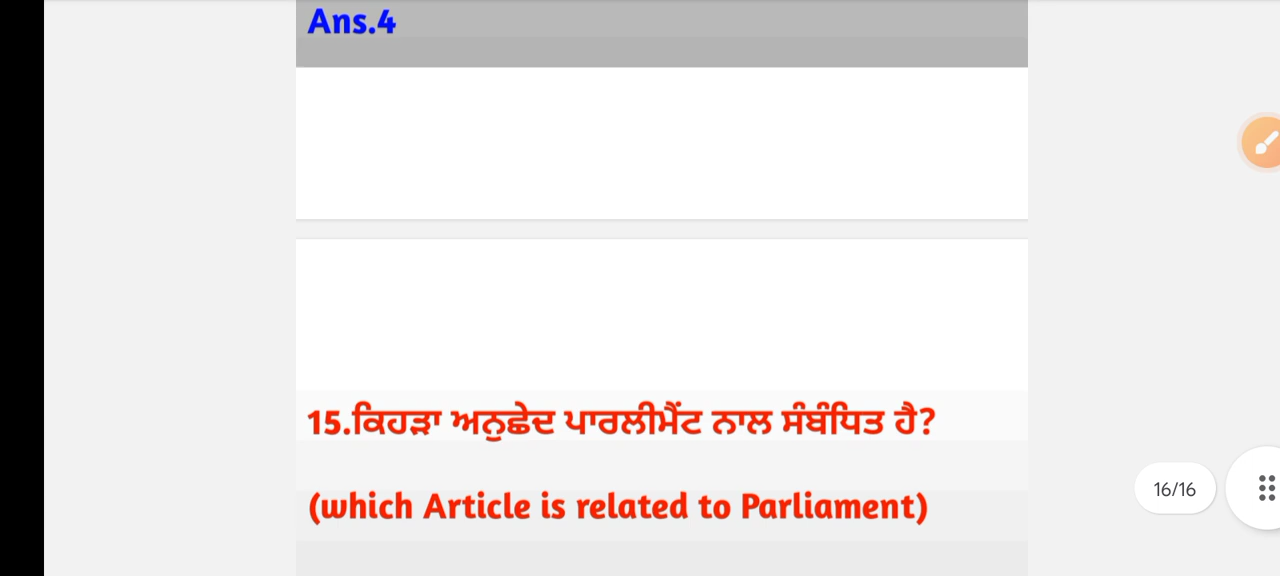 Ans.4
15.ਕਿਹੜਾ ਅਨੁਛੇਦ ਪਾਰਲੀਮੈਂਟ ਨਾਲ ਸੰਬੰਧਿਤ ਹੈ?
(which Article is related to Parliament)
16/16